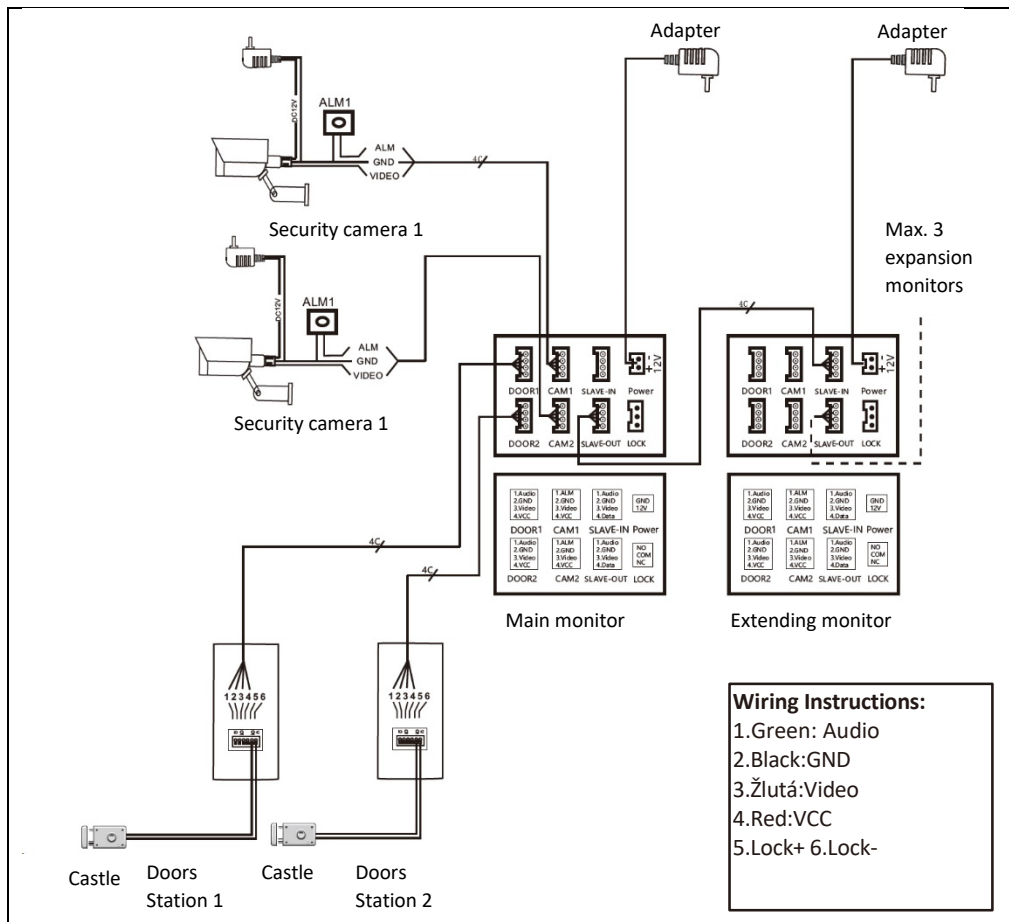 Adapter
Adapter
DC12V
ALM1
ALM
GND
VIDEO
4C
Security camera 1
Max. 3
expansion
monitors
DC12V
ALM1
ALM
GND
VIDEO
Security camera 1
4C
DOOR1 CAM1 SLAVE-IN Power
+ - 12V
DOOR2 CAM2 SLAVE-OUT LOCK
DOOR1 CAM1 SLAVE-IN Power
+ - 12V
DOOR2 CAM2 SLAVE-OUT LOCK
1.Audio
2.GND
3.Video
4.VCC
1.ALM
2.GND
3.Video
4.VCC
1.Audio
2.GND
3.Video
4.Data
GND
12V
DOOR1 CAM1 SLAVE-IN Power
1.Audio
2.GND
3.Video
4.VCC
1.ALM
2.GND
3.Video
4.VCC
1.Audio
2.GND
3.Video
4.Data
NO
COM
NC
DOOR2 CAM2 SLAVE-OUT LOCK
Main monitor
1.Audio
2.GND
3.Video
4.VCC
1.ALM
2.GND
3.Video
4.VCC
1.Audio
2.GND
3.Video
4.Data
GND
12V
DOOR1 CAM1 SLAVE-IN Power
1.Audio
2.GND
3.Video
4.VCC
1.ALM
2.GND
3.Video
4.VCC
1.Audio
2.GND
3.Video
4.Data
NO
COM
NC
DOOR2 CAM2 SLAVE-OUT LOCK
Extending monitor
4C
4C
123456
123456
Castle
Doors
Station 1
Castle
Doors
Station 2
Wiring Instructions:
1.Green: Audio
2.Black:GND
3.Žlutá:Video
4.Red:VCC
5.Lock+ 6.Lock-